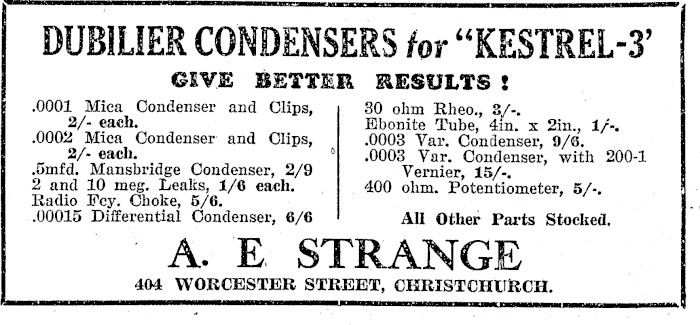 DUBILIER CONDENSERS for "KESTREL-3'
GIVE BETTER RESULTS!
.0001 Mica Condenser and Clips,
2/- each.
.0002 Mica Condenser and Clips,
2/- each.
.5mfd. Mansbridge Condenser, 2/9
2 and 10 meg. Leaks, 1/6 each.
Radio Fcy. Choke, 5/6.
.00015 Differential Condenser, 6/6
30 ohm Rheo., 3/-.
Ebonite Tube, 4in. x 2in., 1/-.
.0003 Var. Condenser, 9/6.
.0003 Var. Condenser, with 200-1
Vernier, 15/-.
400 ohm. Potentiometer, 5/-.
All Other Parts Stocked.
A. E STRANGE
404 WORCESTER STREET, CHRISTCHURCH.